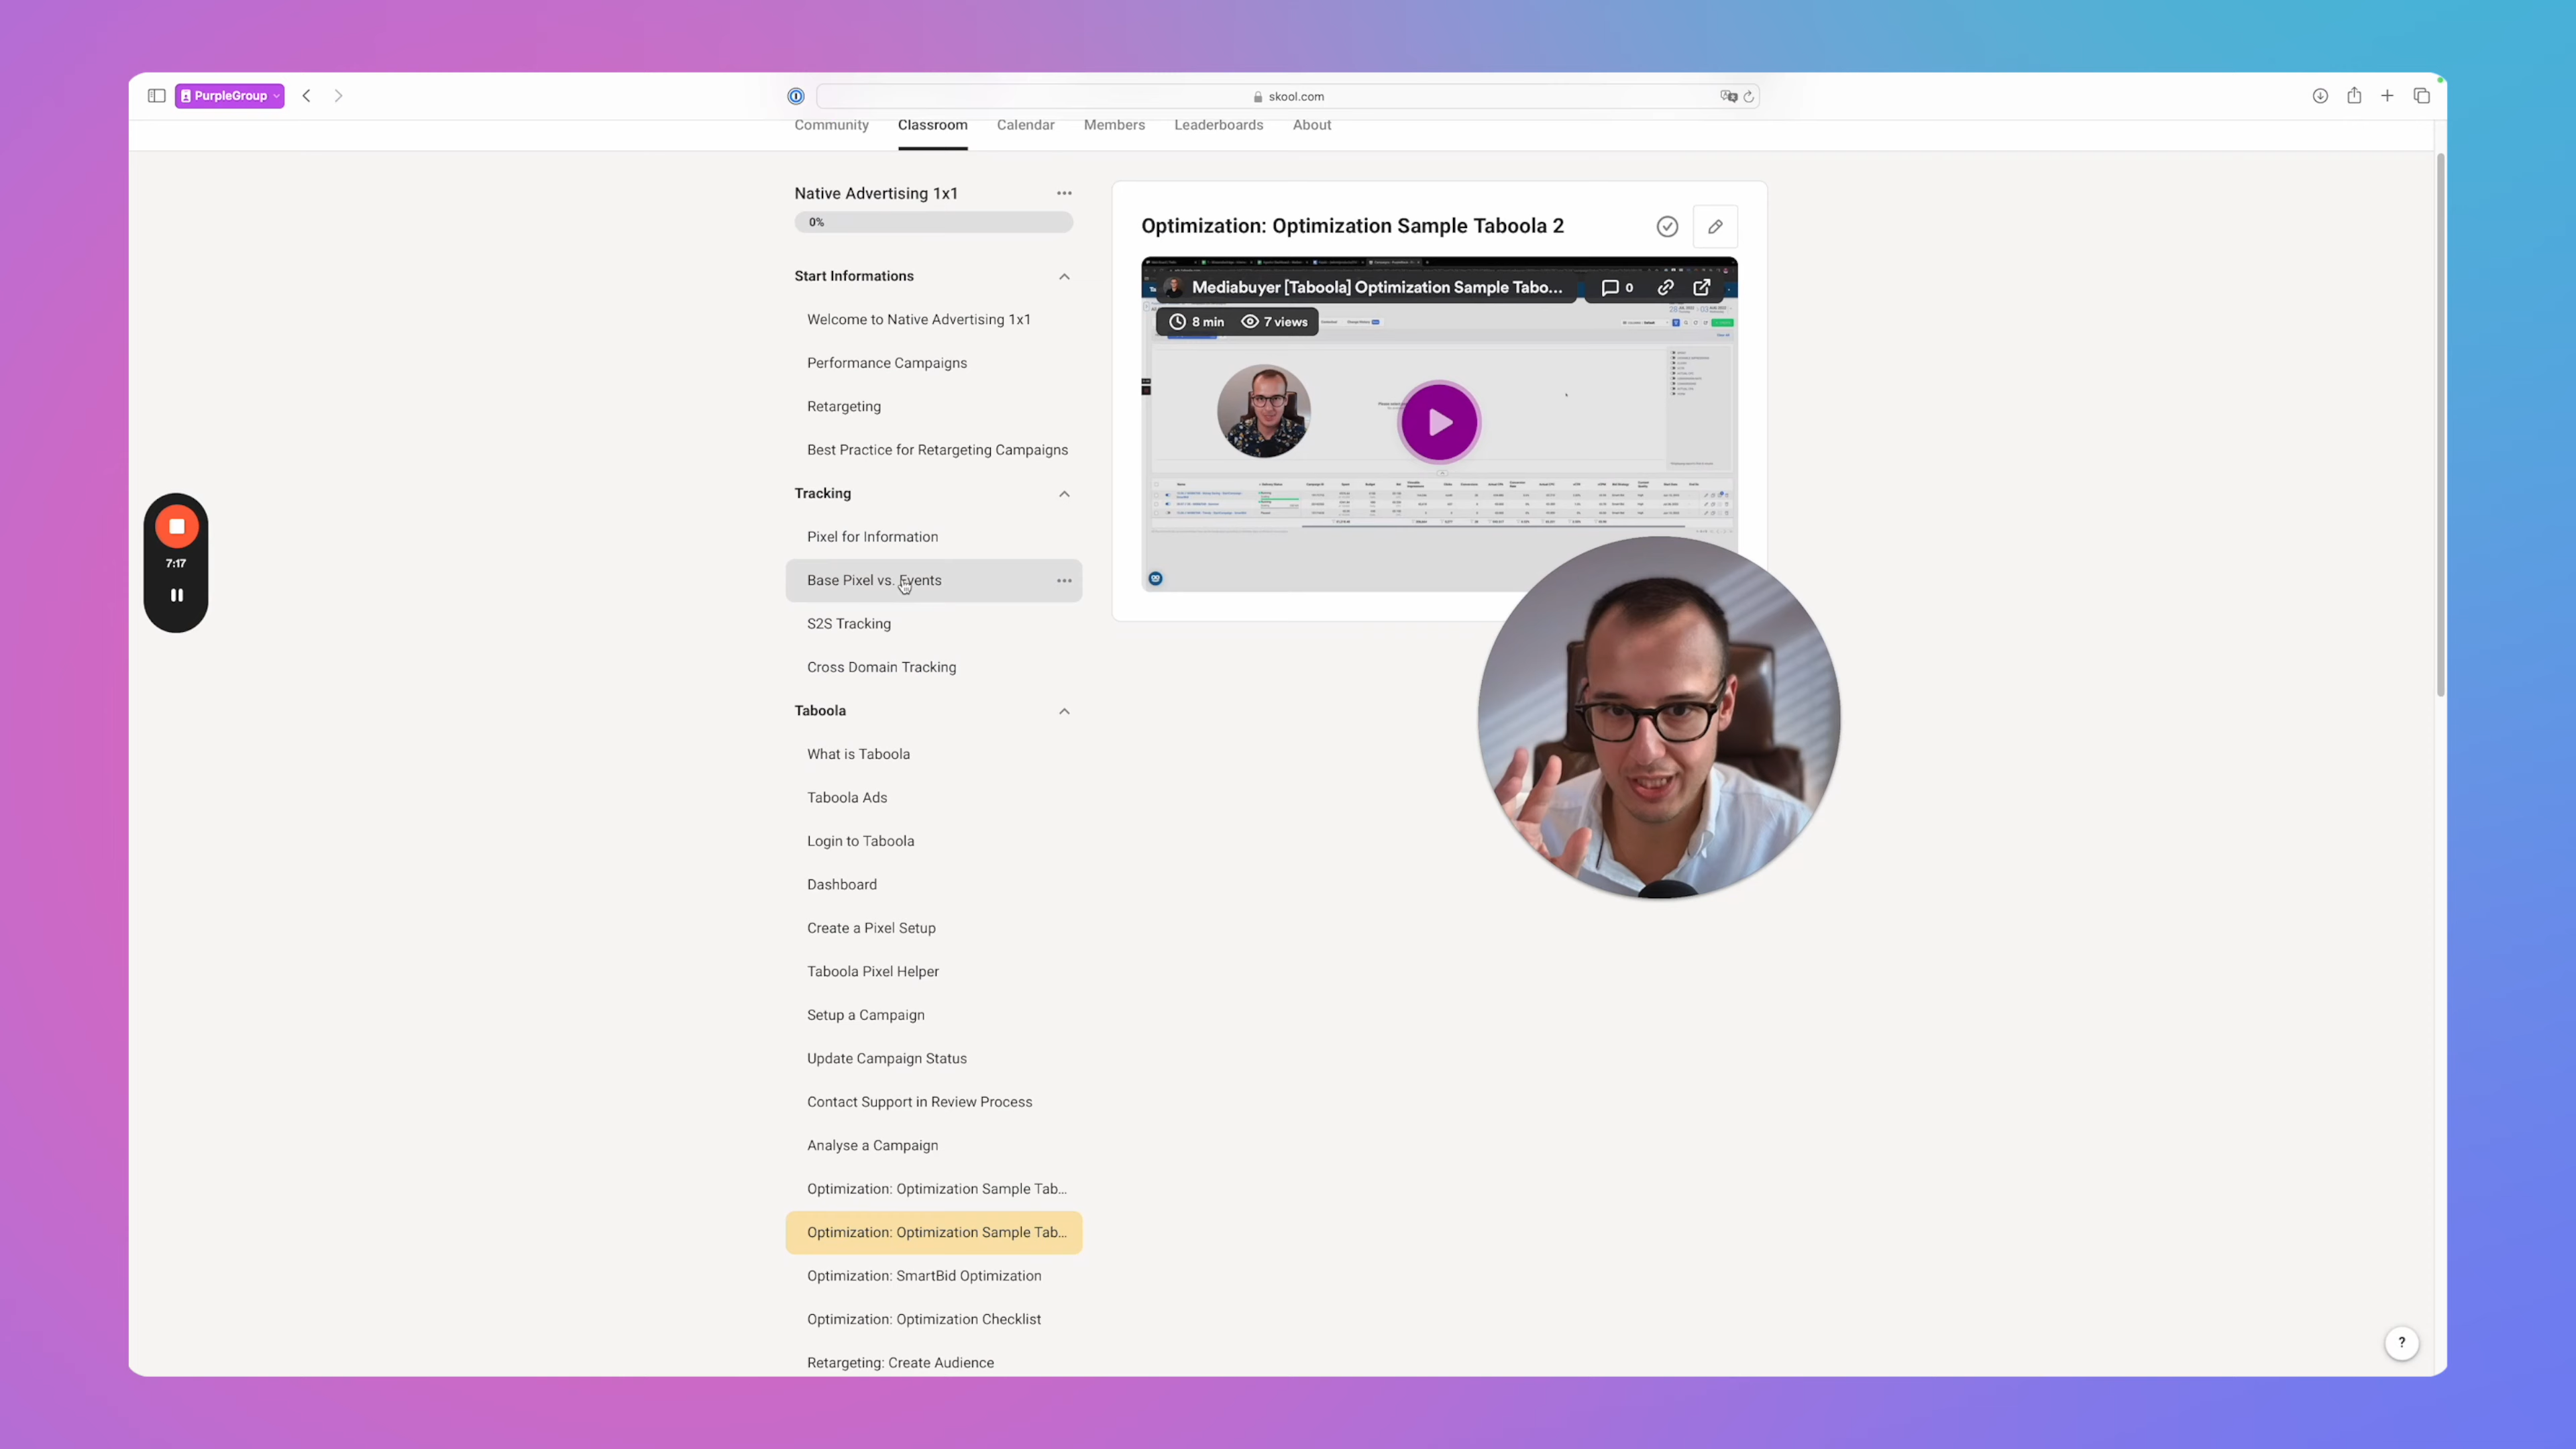 PurpleGroup
skool.com
Community Classroom Calendar Members Leaderboards About
Native Advertising 1x1
0%
Start Informations
Welcome to Native Advertising 1x1
Performance Campaigns
Retargeting
Best Practice for Retargeting Campaigns
Tracking
Pixel for Information
Base Pixel vs. Events
S2S Tracking
Cross Domain Tracking
Taboola
What is Taboola
Taboola Ads
Login to Taboola
Dashboard
Create a Pixel Setup
Taboola Pixel Helper
Setup a Campaign
Update Campaign Status
Contact Support in Review Process
Analyse a Campaign
Optimization: Optimization Sample Tab...
Optimization: Optimization Sample Tab...
Optimization: SmartBid Optimization
Optimization: Optimization Checklist
Retargeting: Create Audience
Optimization: Optimization Sample Taboola 2
Mediabuyer [Taboola] Optimization Sample Tabo...
0
8 min 7 views
7:17
?